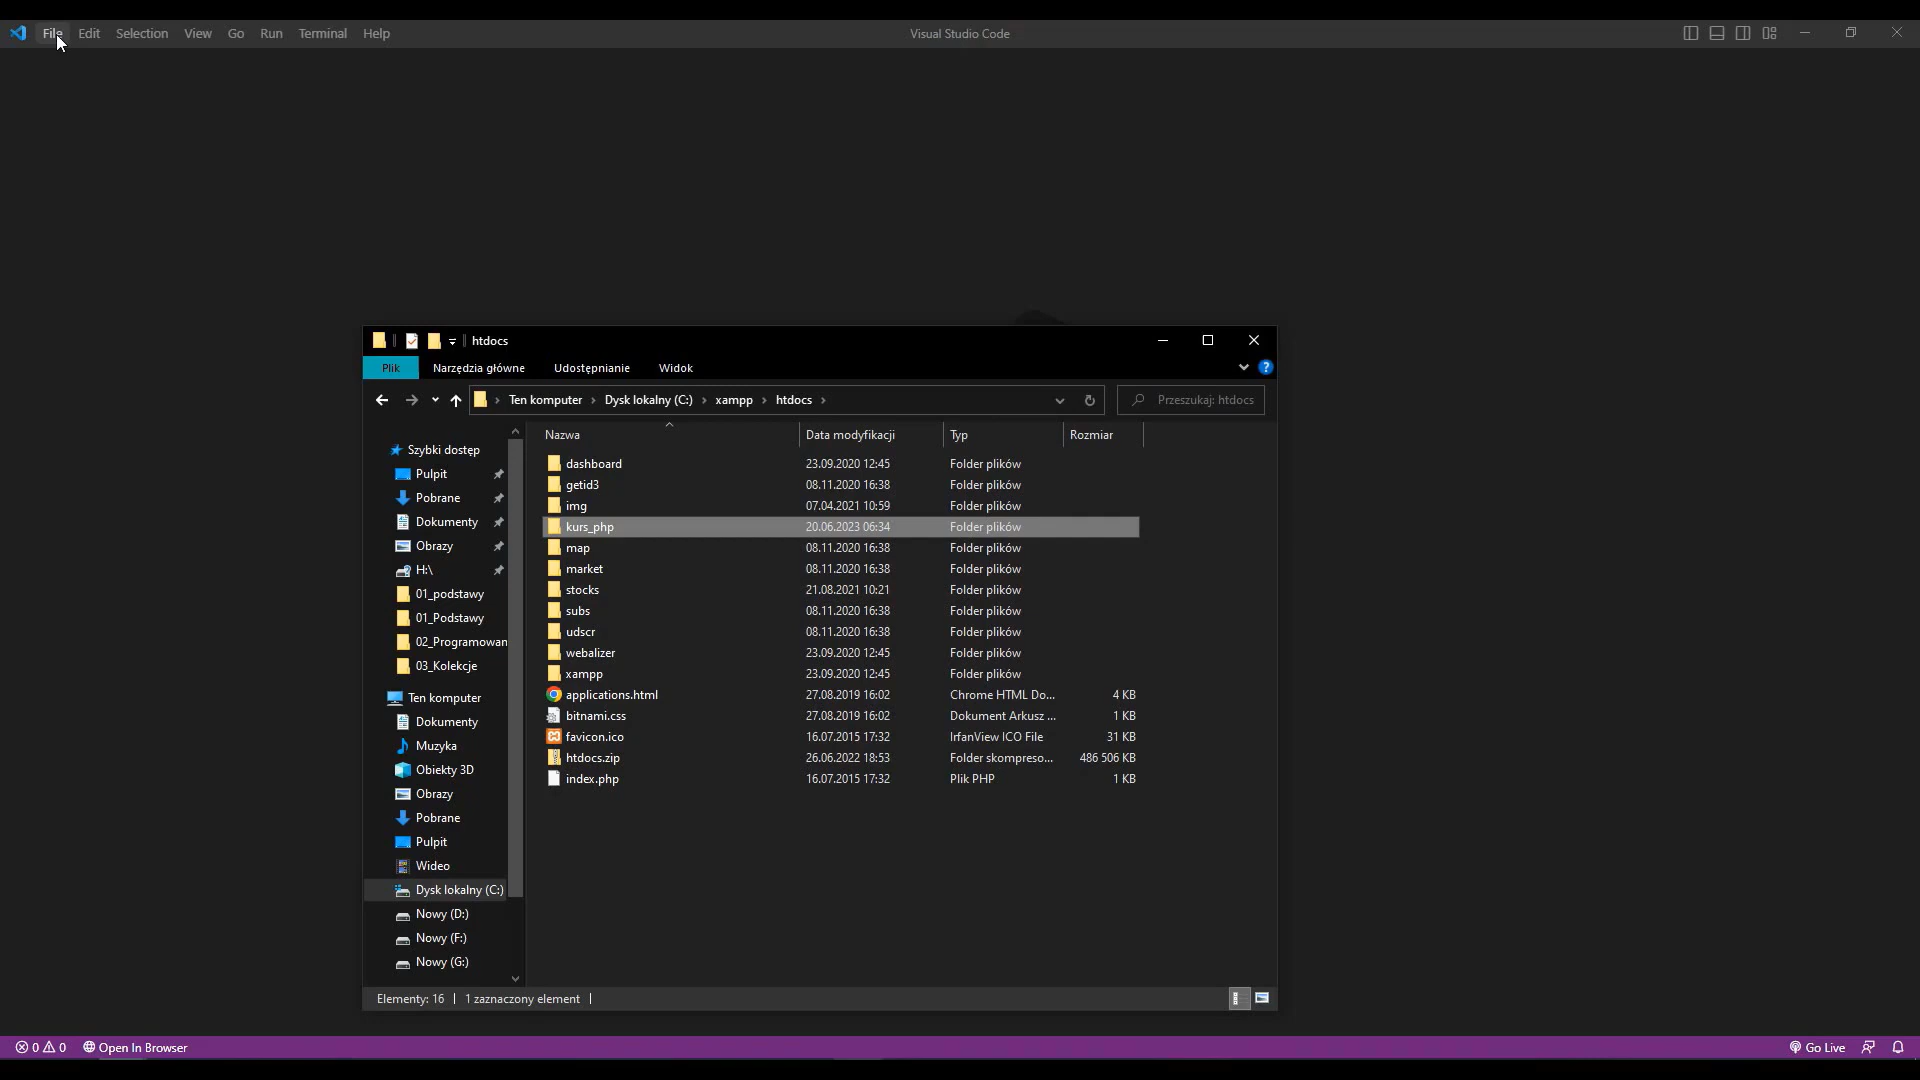 File Edit Selection View Go Run Terminal Help Visual Studio Code
htdocs
Plik Narzędzia główne Udostępnianie Widok
Ten komputer Dysk lokalny (C:) xampp htdocs Przeszukaj: htdocs
Nazwa Data modyfikacji Typ Rozmiar
Szybki dostęp
Pulpit
Pobrane
Dokumenty
Obrazy
H:\
01_podstawy
01_Podstawy
02_Programowan
03_Kolekcje
Ten komputer
Dokumenty
Muzyka
Obiekty 3D
Obrazy
Pobrane
Pulpit
Wideo
Dysk lokalny (C:)
Nowy (D:)
Nowy (F:)
Nowy (G:)
dashboard 23.09.2020 12:45 Folder plików
getid3 08.11.2020 16:38 Folder plików
img 07.04.2021 10:59 Folder plików
kurs_php 20.06.2023 06:34 Folder plików
map 08.11.2020 16:38 Folder plików
market 08.11.2020 16:38 Folder plików
stocks 21.08.2021 10:21 Folder plików
subs 08.11.2020 16:38 Folder plików
udscr 08.11.2020 16:38 Folder plików
webalizer 23.09.2020 12:45 Folder plików
xampp 23.09.2020 12:45 Folder plików
applications.html 27.08.2019 16:02 Chrome HTML Do... 4 KB
bitnami.css 27.08.2019 16:02 Dokument Arkusz ... 1 KB
favicon.ico 16.07.2015 17:32 IrfanView ICO File 31 KB
htdocs.zip 26.06.2022 18:53 Folder skompreso... 486 506 KB
index.php 16.07.2015 17:32 Plik PHP 1 KB
Elementy: 16 1 zaznaczony element
0 0 Open In Browser Go Live